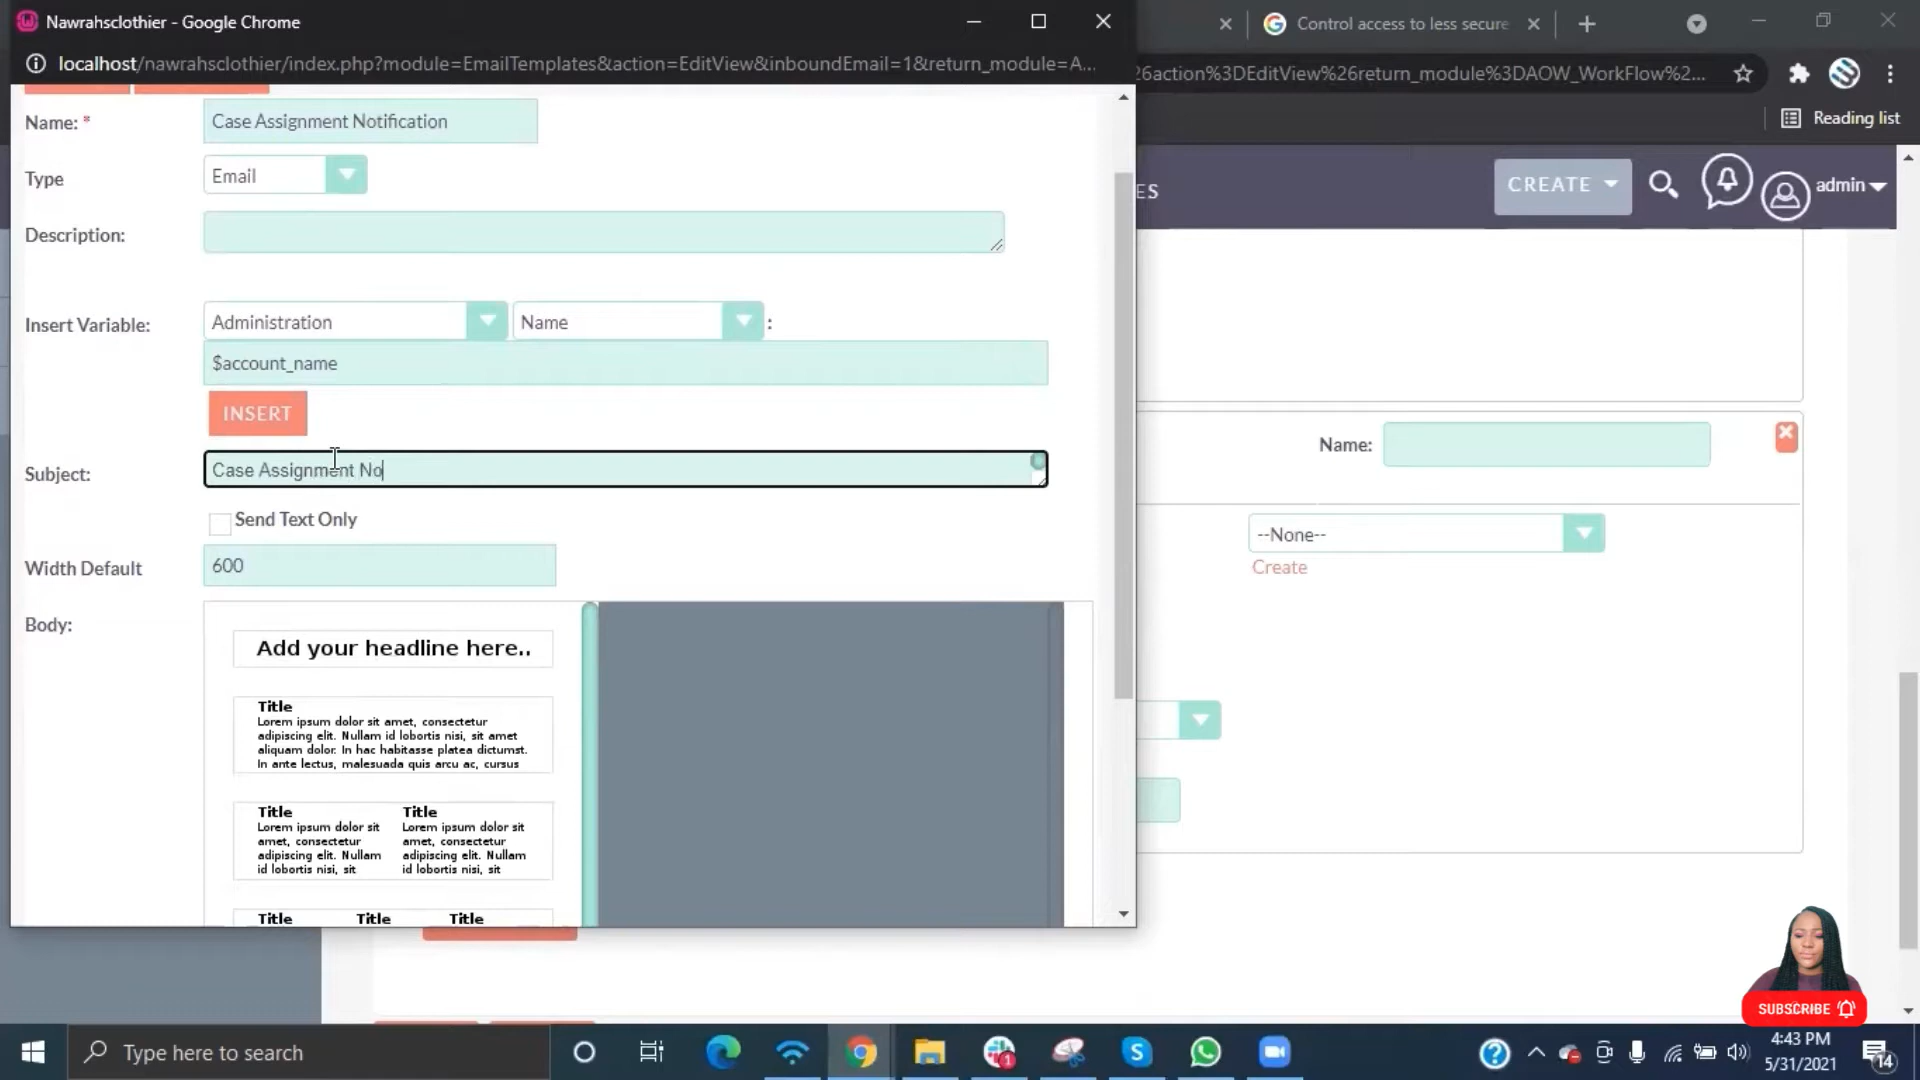 Nawrahsclothier - Google Chrome
Control access to less secure
localhost/nawrahsclothier/index.php?module=EmailTemplates&action=EditView&inboundEmail=1&return_module=A...
26action%3DEditView%26return_module%3DAOW_WorkFlow%2...
Reading list
Name: *
Case Assignment Notification
Type
Email
Description:
Insert Variable:
Administration
Name
:
$account_name
INSERT
Subject:
Case Assignment No
Send Text Only
Width Default
600
Body:
Add your headline here..
Title
Lorem ipsum dolor sit amet, consectetur
adipiscing elit. Nullam id lobortis nisi, sit amet
aliquam dolor. In hac habitasse platea dictumst.
In ante lectus, malesuada quis arcu ac, cursus
Title
Lorem ipsum dolor sit
amet, consectetur
adipiscing elit. Nullam
id lobortis nisi, sit
Title
Lorem ipsum dolor sit
amet, consectetur
adipiscing elit. Nullam
id lobortis nisi, sit
Title Title Title
ES
CREATE
admin
Name:
--None--
Create
SUBSCRIBE
Type here to search
1
4:43 PM
5/31/2021
14